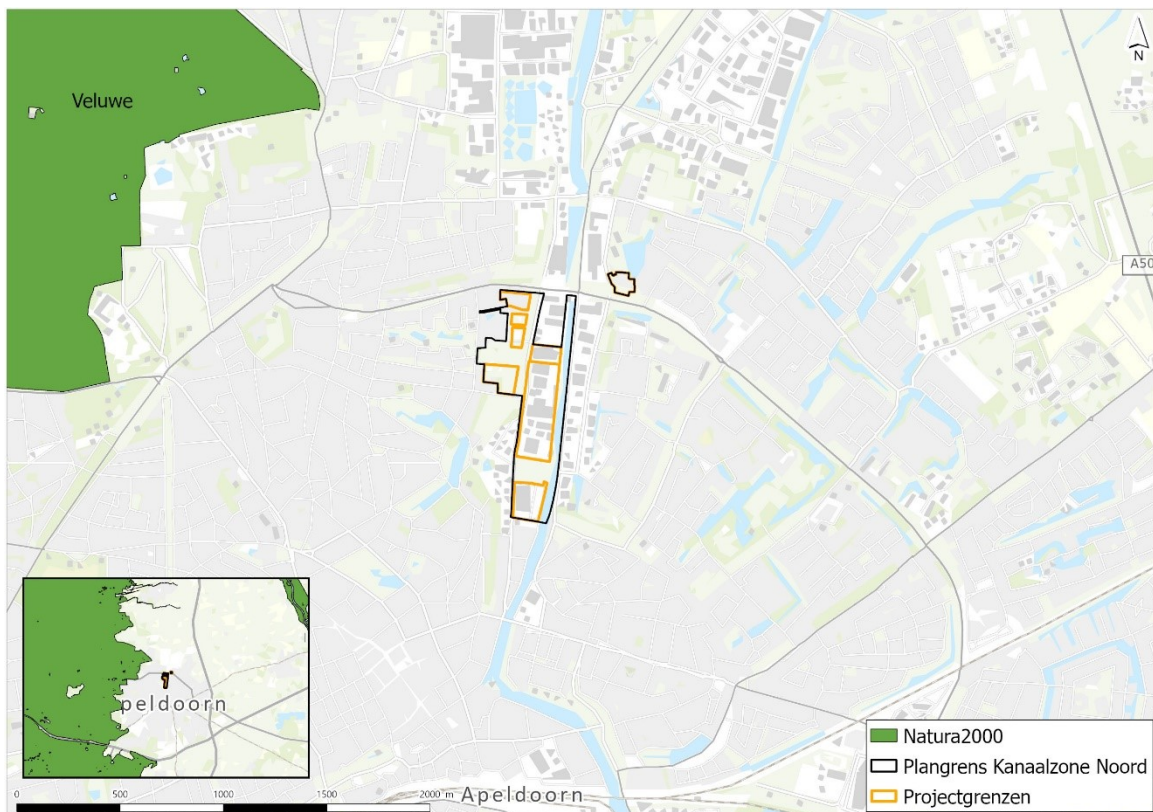 N
Veluwe
A50
peldoorn
Natura2000
Plangrens Kanaalzone Noord
Projectgrenzen
0 500 1000 1500 2000 m
Apeldoorn